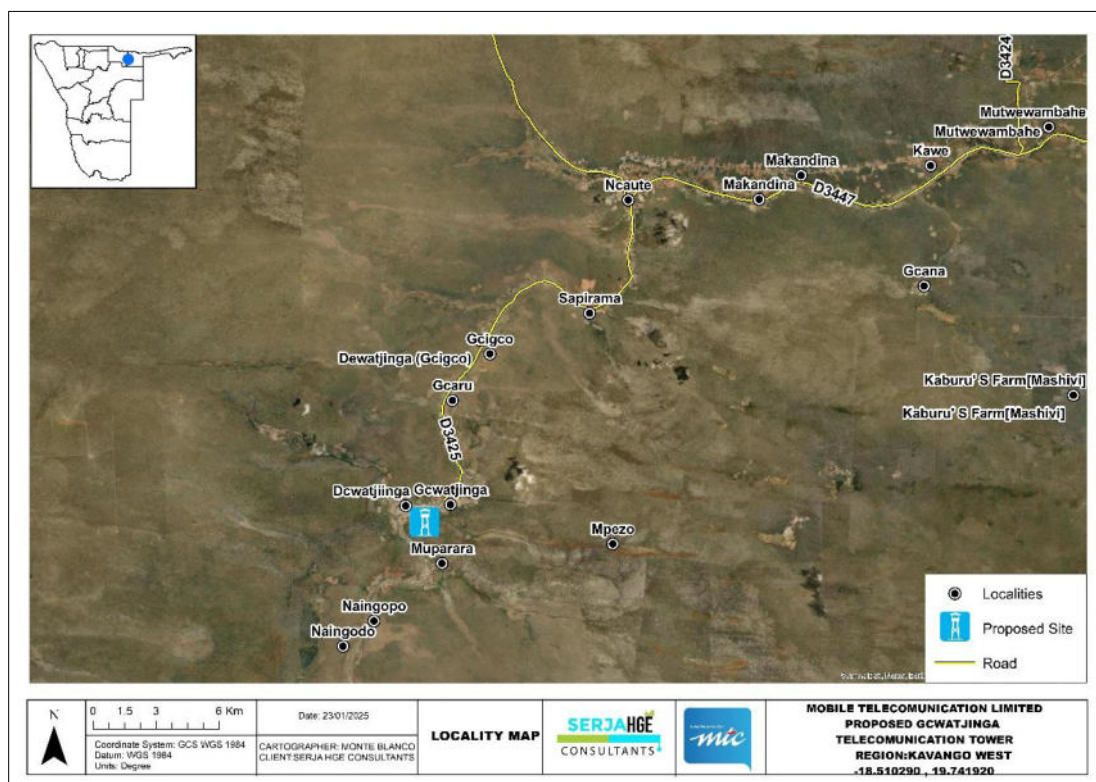 D3424
Mutwewambahe
Mutwewambahe
Kawe
Makandina
Makandina
D3447
Ncaute
Gcana
Sapirama
Gcigco
Dewatjinga (Gcigco)
Kaburu' S Farm[Mashivi]
Kaburu' S Farm[Mashivi]
Gcaru
D3425
Dcwatjiinga
Gcwatjinga
Mpezo
Muparara
Naingopo
Naingodo
Localities
Proposed Site
Road
N
0 1.5 3 6 Km
Coordinate System: GCS WGS 1984
Datum: WGS 1984
Units: Degree
Date: 23/01/2025
CARTOGRAPHER: MONTE BLANCO
CLIENT:SERJA HGE CONSULTANTS
LOCALITY MAP
SERJAHGE
CONSULTANTS
mtc
MOBILE TELECOMMUNICATION LIMITED
PROPOSED GCWATJINGA
TELECOMUNICATION TOWER
REGION:KAVANGO WEST
-18.510290 , 19.741920